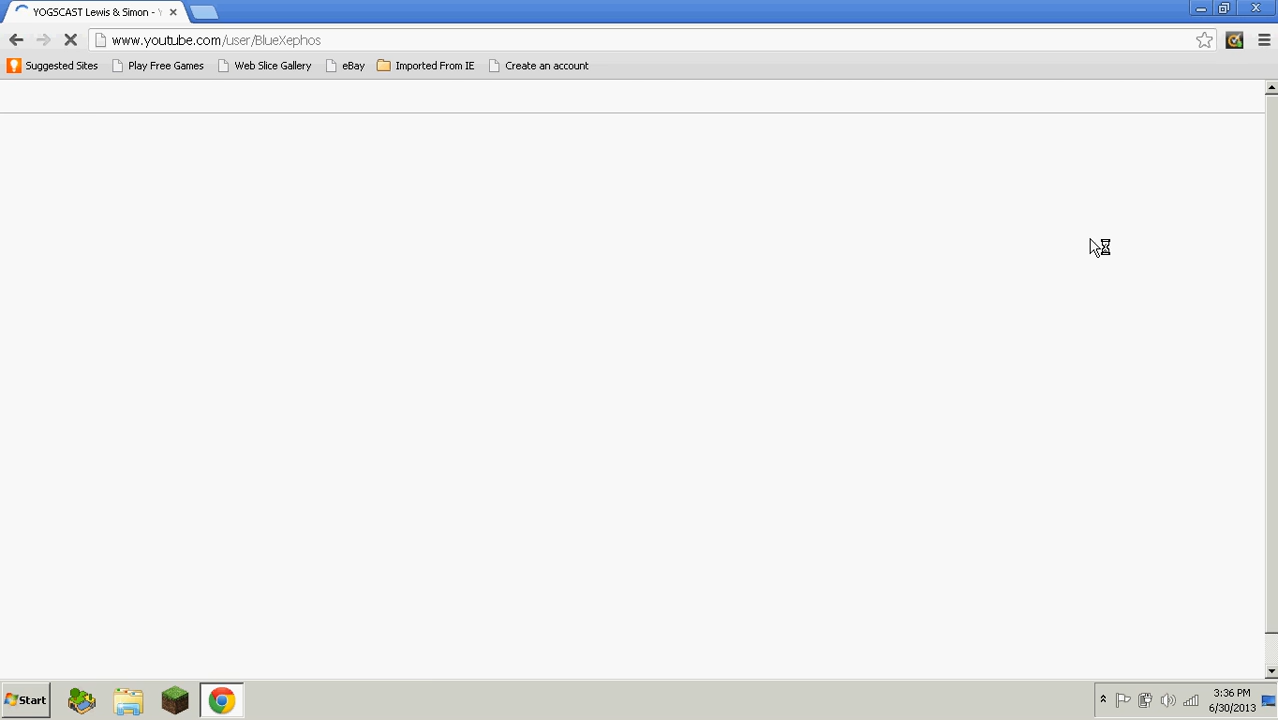 YOGSCAST Lewis & Simon -
www.youtube.com/user/BlueXephos
Suggested Sites Play Free Games Web Slice Gallery eBay Imported From IE Create an account
Start
3:36 PM
6/30/2013